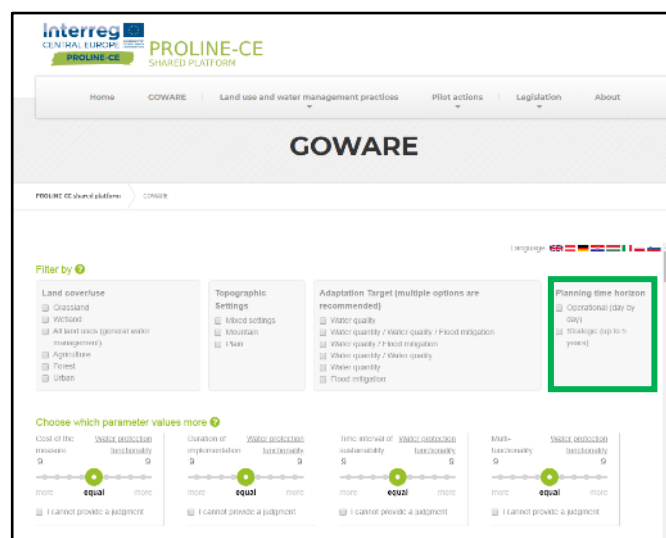 Interreg
CENTRAL EUROPE
PROLINE-CE
PROLINE-CE
SHARED PLATFORM
Home GOWARE Land use and water management practices Pilot actions Legislation About
GOWARE
PROLINE CE shared platform GOWARE
Language
Filter by ?
Land cover/use
Grassland
Wetland
All land uses (general water
management)
Agriculture
Forest
Urban
Topographic
Settings
Mixed settings
Mountain
Plain
Adaptation Target (multiple options are
recommended)
Water quality
Water quantity / Water quality / Flood mitigation
Water quantity / Flood mitigation
Water quantity / Water quality
Water quantity
Flood mitigation
Planning time horizon
Operational (day by
day)
Strategic (up to 5
years)
Choose which parameter values more ?
Cost of the
measure
Water protection
functionality
9 9
more equal more
I cannot provide a judgment
Duration of
implementation
Water protection
functionality
9 9
more equal more
I cannot provide a judgment
Time interval of
sustainability
Water protection
functionality
9 9
more equal more
I cannot provide a judgment
Multi-
functionality
Water protection
functionality
9 9
more equal more
I cannot provide a judgment